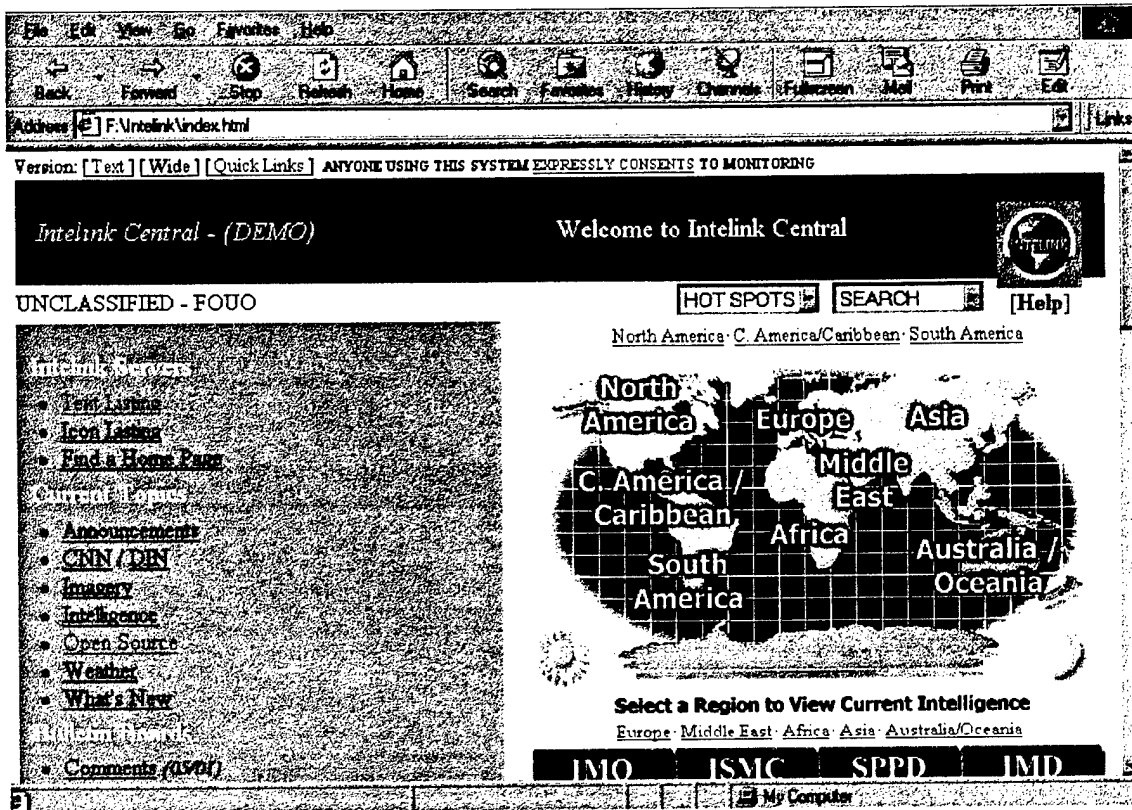 File Edit View Go Favorites Help
Back Forward Stop Refresh Home Search Favorites History Channels Fullscreen Mail Print Edit
Address F:\Intelink\index.html Links
Version: [ Text ] [ Wide ] [ Quick Links ] ANYONE USING THIS SYSTEM EXPRESSLY CONSENTS TO MONITORING
Intelink Central - (DEMO) Welcome to Intelink Central
INTELINK
UNCLASSIFIED - FOUO HOT SPOTS SEARCH [Help]
North America · C. America/Caribbean · South America
Intelink Servers
Text Listing
Icon Listing
Find a Home Page
Current Topics
Announcements
CNN / DIN
Imagery
Intelligence
Open Source
Weather
What's New
Bulletin Boards
Comments
North America
Europe
Asia
C. America / Caribbean
Middle East
Africa
South America
Australia / Oceania
Select a Region to View Current Intelligence
Europe · Middle East · Africa · Asia · Australia/Oceania
IMO ISMC SPPD IMD
My Computer